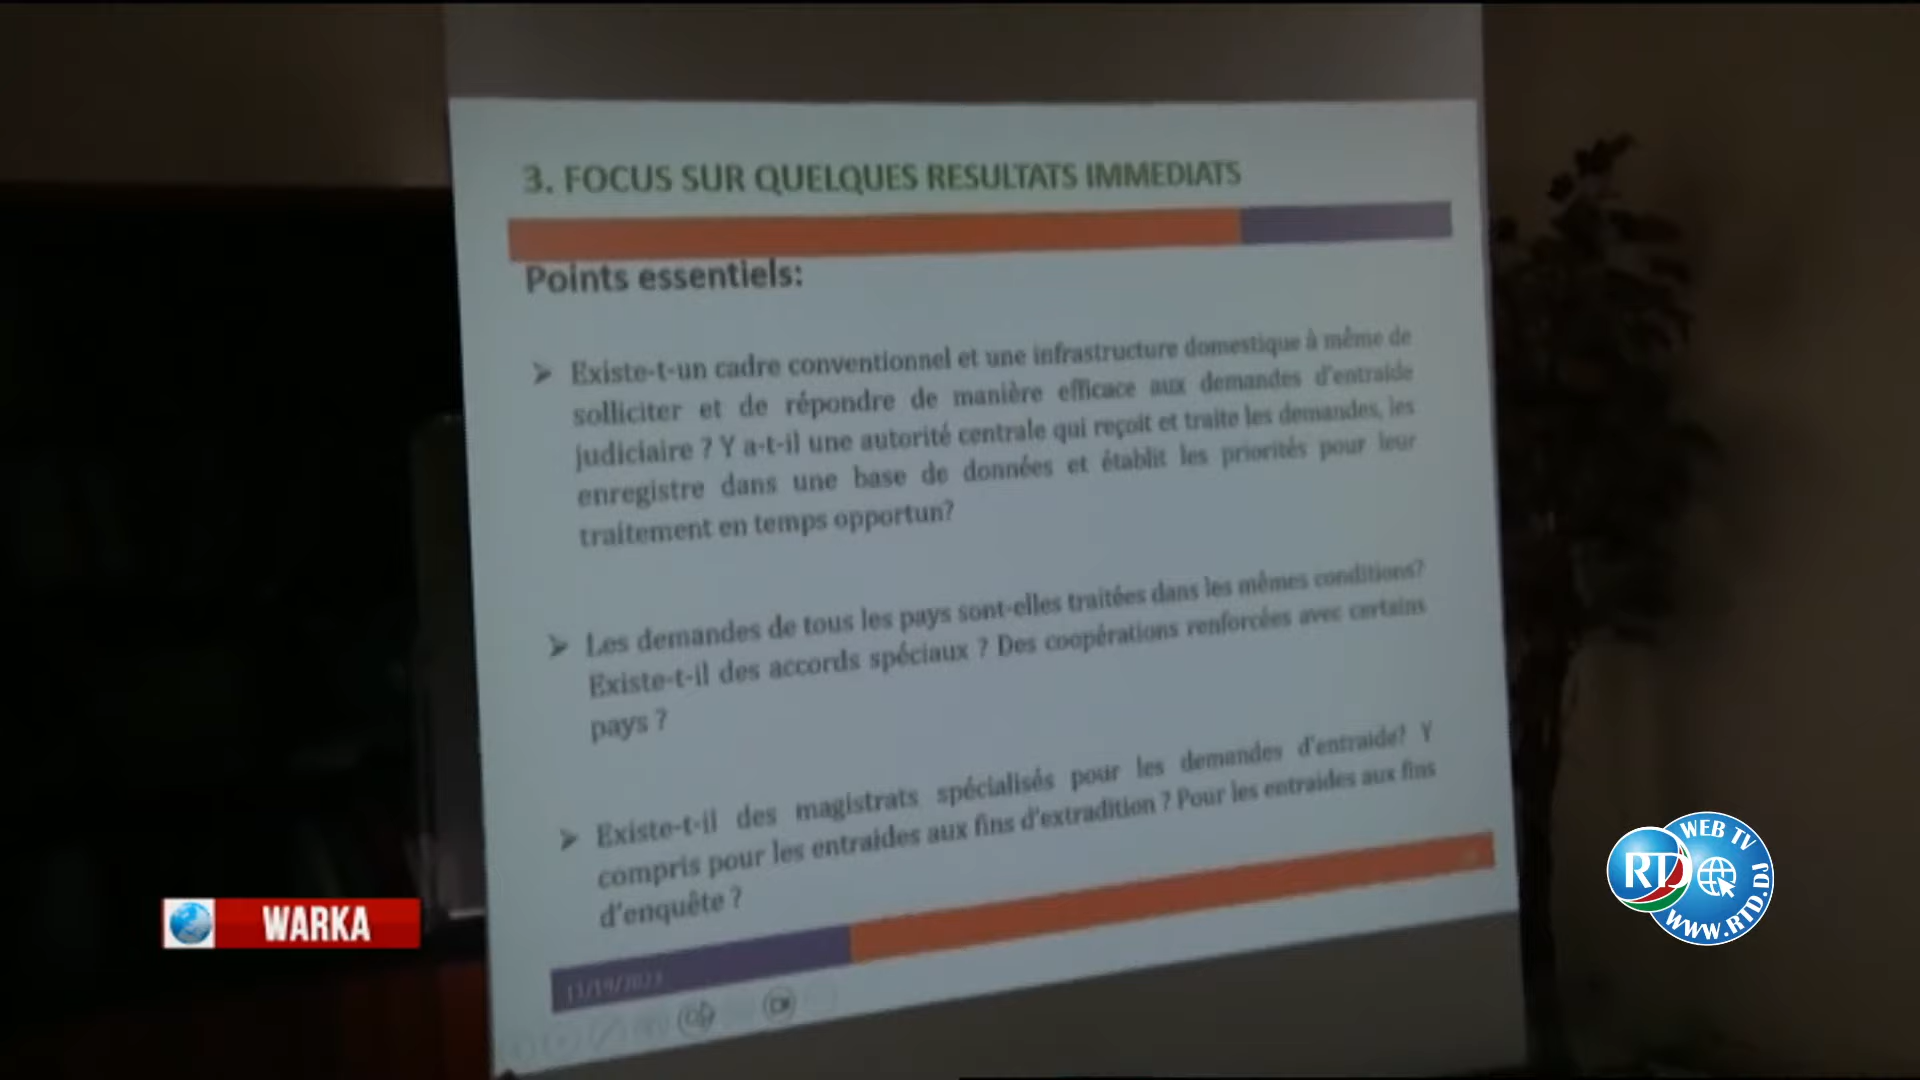 3. FOCUS SUR QUELQUES RESULTATS IMMEDIATS
Points essentiels:
➢ Existe-t-un cadre conventionnel et une infrastructure domestique à même de
solliciter et de répondre de manière efficace aux demandes d'entraide
judiciaire ? Y a-t-il une autorité centrale qui reçoit et traite les demandes, les
enregistre dans une base de données et établit les priorités pour leur
traitement en temps opportun?
➢ Les demandes de tous les pays sont-elles traitées dans les mêmes conditions?
Existe-t-il des accords spéciaux ? Des coopérations renforcées avec certains
pays ?
➢ Existe-t-il des magistrats spécialisés pour les demandes d'entraide? Y
compris pour les entraides aux fins d'extradition ? Pour les entraides aux fins
d'enquête ?
WARKA
RTD
WEB TV
WWW.RTD.DJ